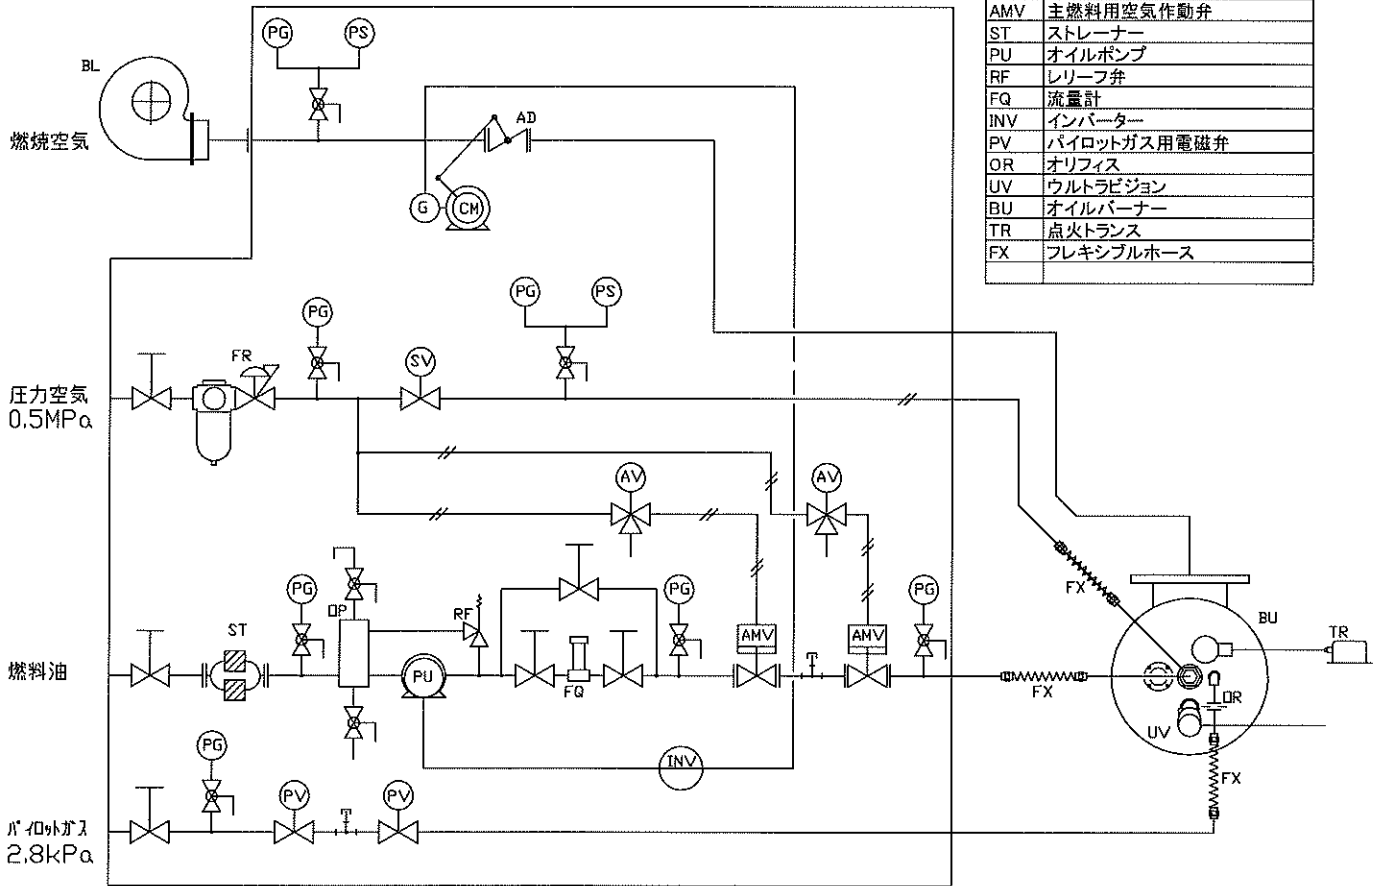 AMV 主燃料用空気作動弁
ST ストレーナー
PU オイルポンプ
RF レリーフ弁
FQ 流量計
INV インバーター
PV パイロットガス用電磁弁
OR オリフィス
UV ウルトラビジョン
BU オイルバーナー
TR 点火トランス
FX フレキシブルホース
PG PS
BL
AD
燃焼空気
G CM
PG PS
PG
FR SV
圧力空気
0.5MPa
AV AV
FX
PG OP RF PG PG
ST AMV AMV BU TR
燃料油
PU
FQ FX OR
UV
PG INV
FX
PV PV
パイロットガス
2.8kPa